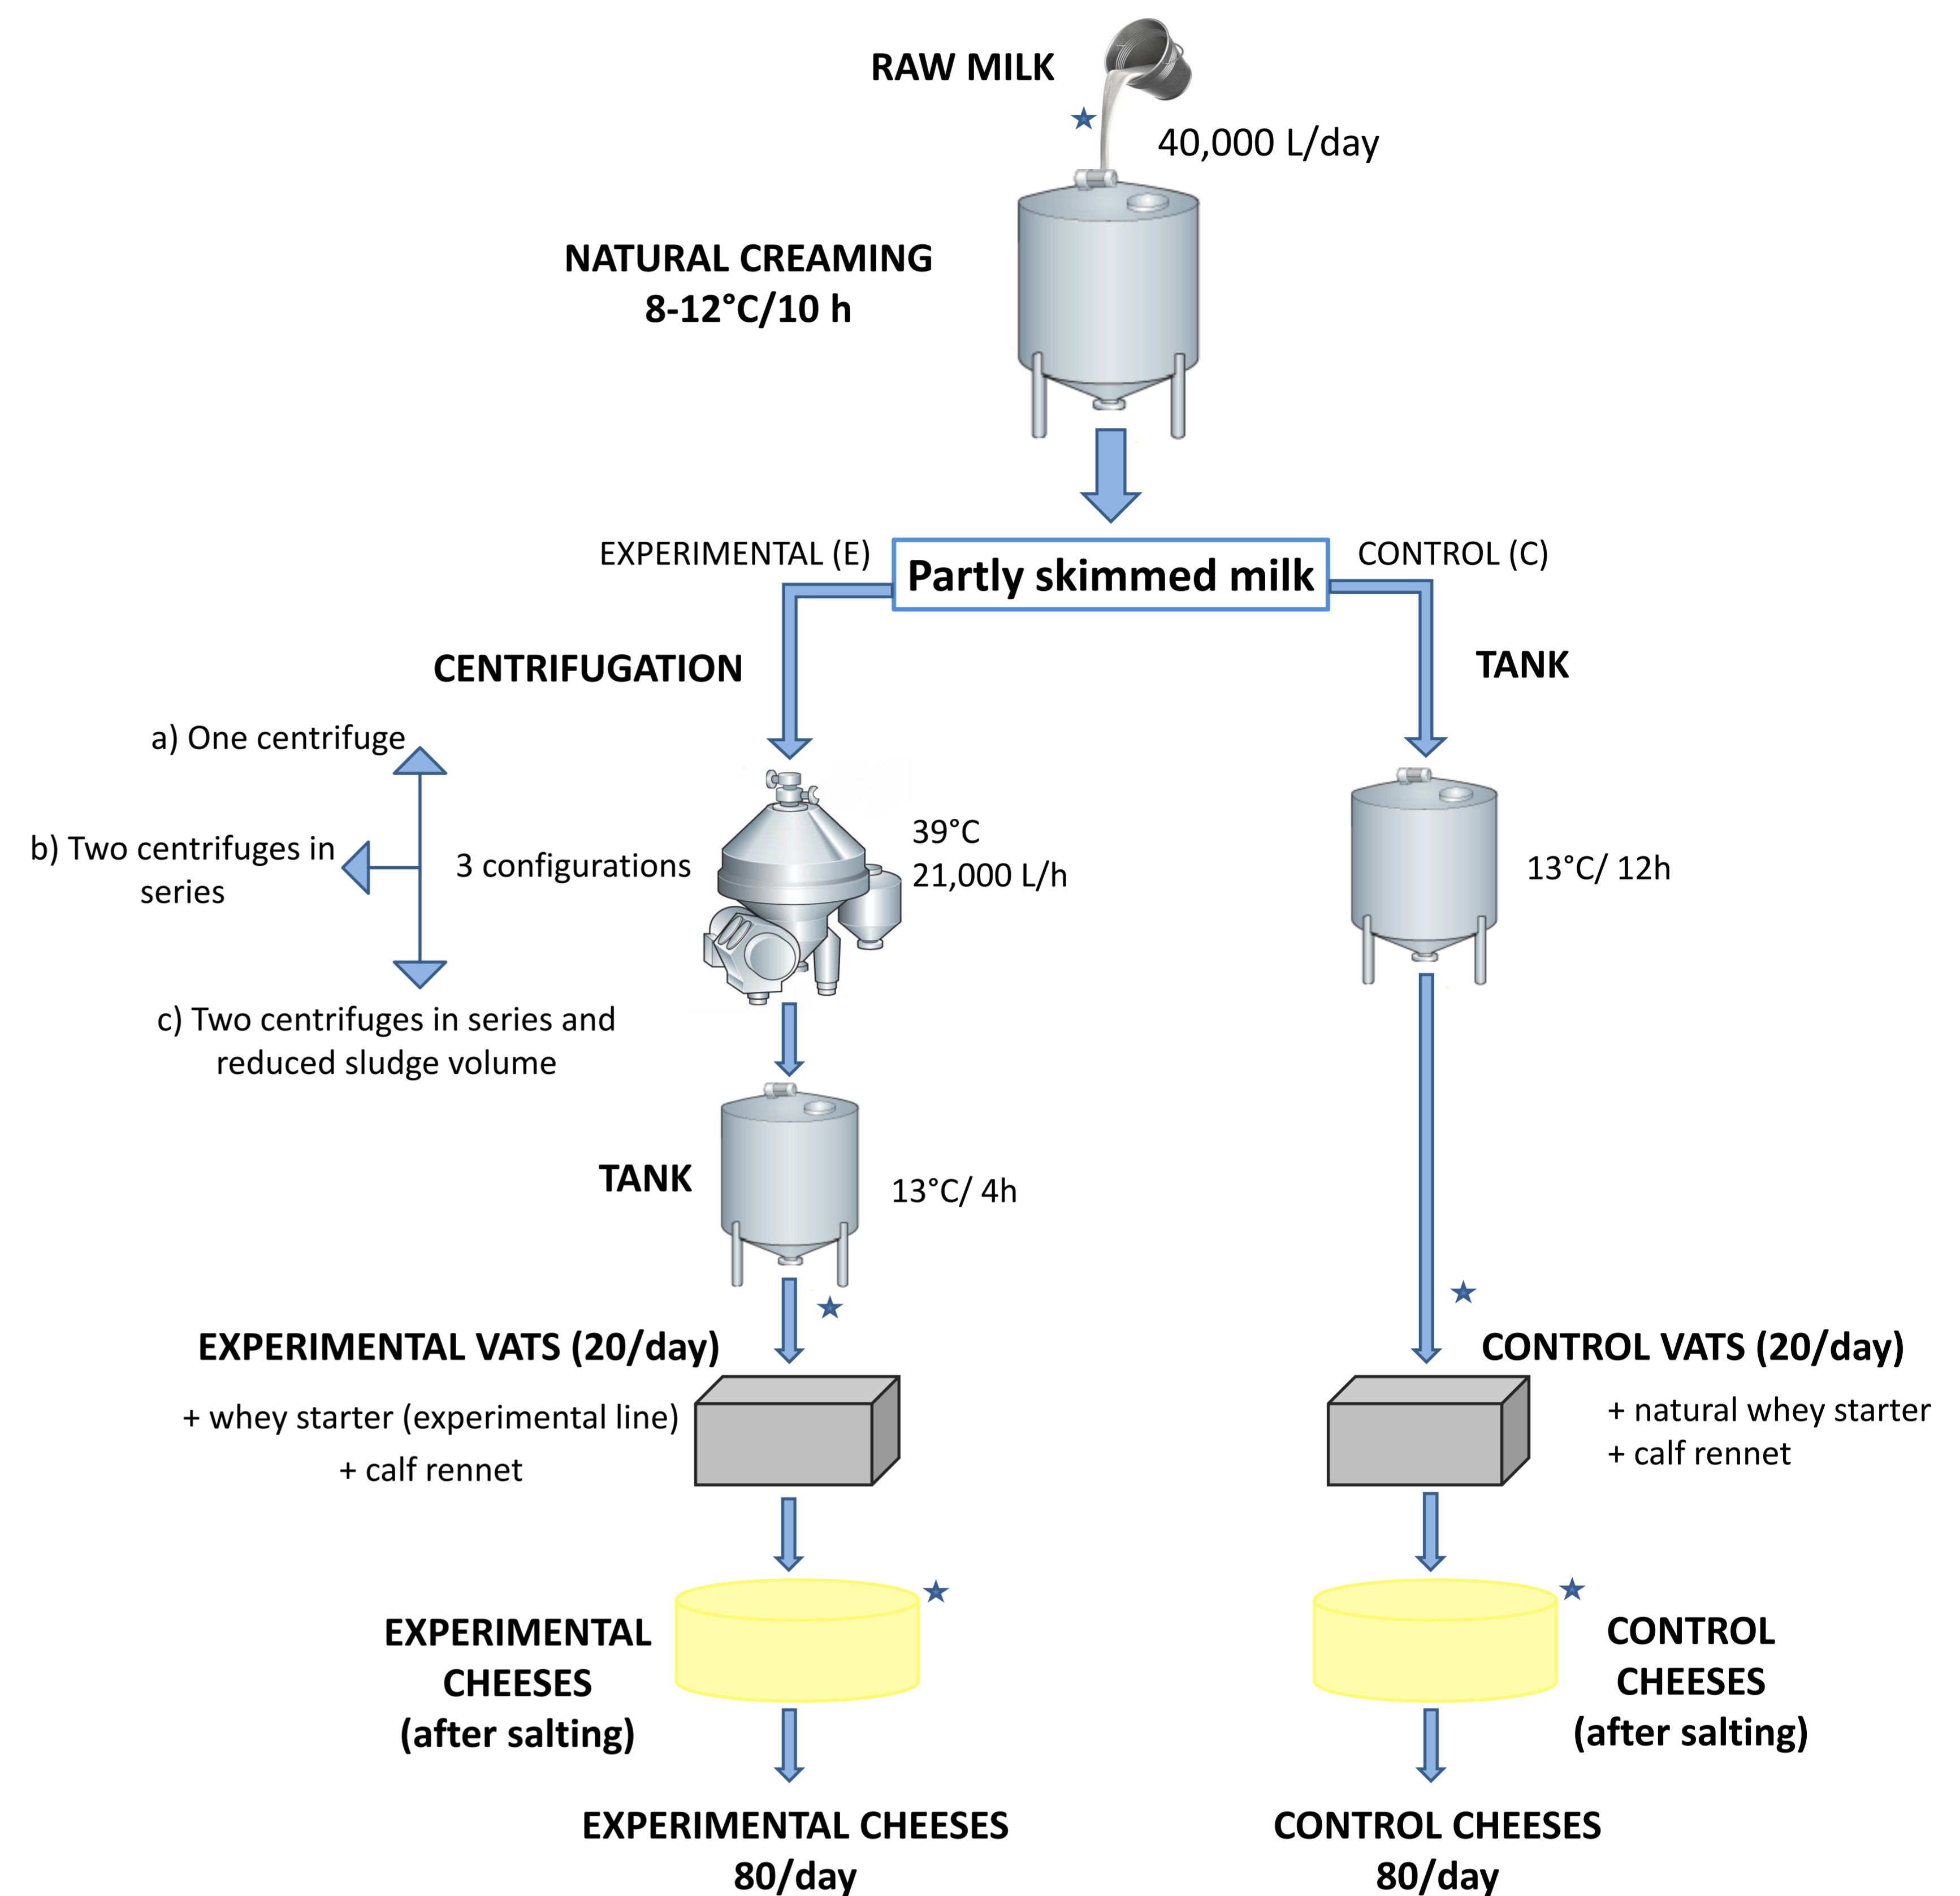 RAW MILK
40,000 L/day
NATURAL CREAMING
8-12°C/10 h
EXPERIMENTAL (E)
Partly skimmed milk
CONTROL (C)
CENTRIFUGATION
TANK
a) One centrifuge
b) Two centrifuges in
series
3 configurations
39°C
21,000 L/h
13°C/ 12h
c) Two centrifuges in series and
reduced sludge volume
TANK
13°C/ 4h
EXPERIMENTAL VATS (20/day)
+ whey starter (experimental line)
+ calf rennet
CONTROL VATS (20/day)
+ natural whey starter
+ calf rennet
EXPERIMENTAL
CHEESES
(after salting)
CONTROL
CHEESES
(after salting)
EXPERIMENTAL CHEESES
80/day
CONTROL CHEESES
80/day